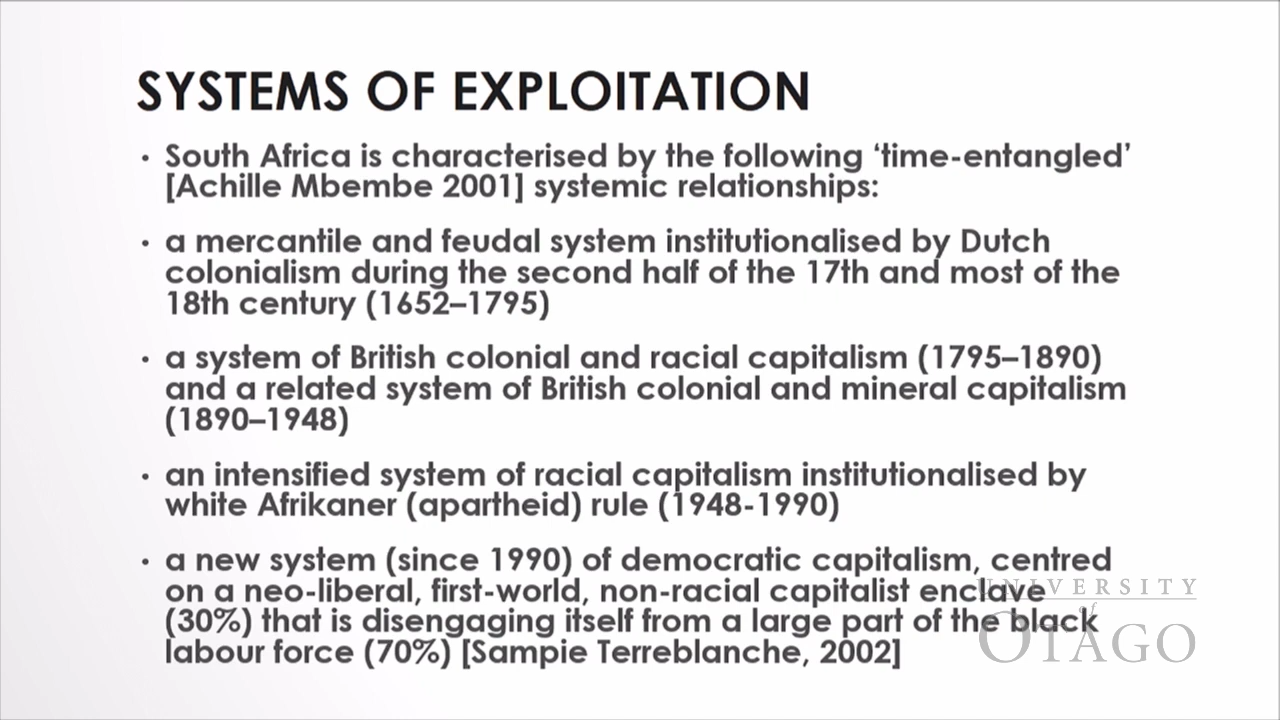 SYSTEMS OF EXPLOITATION
• South Africa is characterised by the following ‘time-entangled’
[Achille Mbembe 2001] systemic relationships:
• a mercantile and feudal system institutionalised by Dutch
colonialism during the second half of the 17th and most of the
18th century (1652–1795)
• a system of British colonial and racial capitalism (1795–1890)
and a related system of British colonial and mineral capitalism
(1890–1948)
• an intensified system of racial capitalism institutionalised by
white Afrikaner (apartheid) rule (1948-1990)
• a new system (since 1990) of democratic capitalism, centred
on a neo-liberal, first-world, non-racial capitalist enclave
(30%) that is disengaging itself from a large part of the black
labour force (70%) [Sampie Terreblanche, 2002]
UNIVERSITY
of
OTAGO